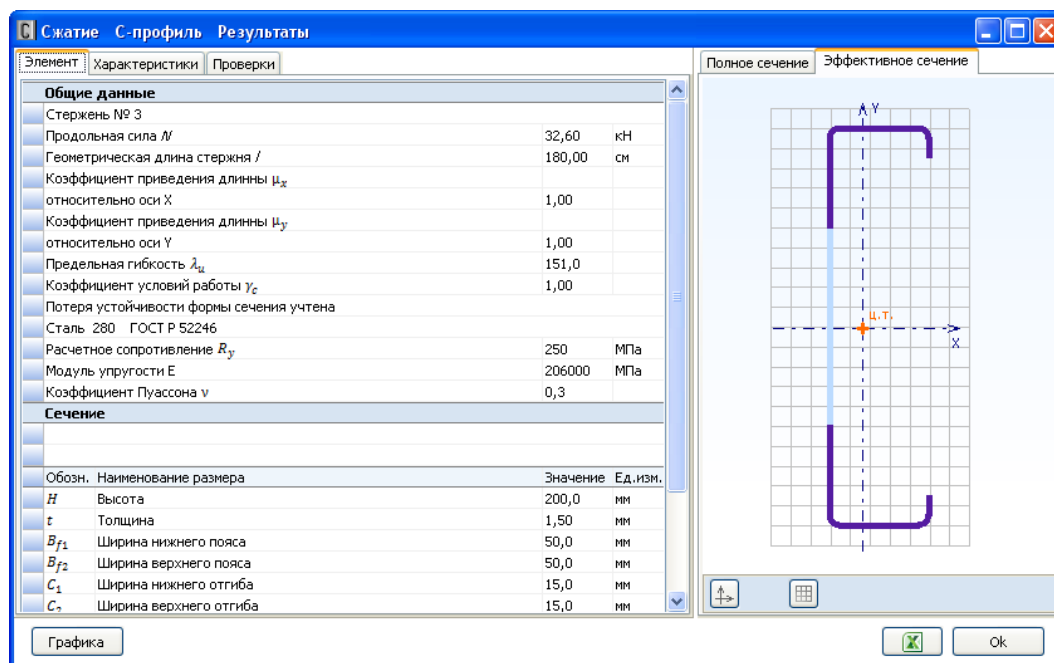 C Сжатие С-профиль Результаты
Элемент Характеристики Проверки
Полное сечение Эффективное сечение
Общие данные
Стержень № 3
Продольная сила N 32,60 кН
Геометрическая длина стержня l 180,00 см
Коэффициент приведения длинны μx
относительно оси X 1,00
Коэффициент приведения длинны μy
относительно оси Y 1,00
Предельная гибкость λu 151,0
Коэффициент условий работы γc 1,00
Потеря устойчивости формы сечения учтена
Сталь 280 ГОСТ Р 52246
Расчетное сопротивление Ry 250 МПа
Модуль упругости E 206000 МПа
Коэффициент Пуассона ν 0,3
Сечение
Обозн. Наименование размера Значение Ед.изм.
H Высота 200,0 мм
t Толщина 1,50 мм
Bf1 Ширина нижнего пояса 50,0 мм
Bf2 Ширина верхнего пояса 50,0 мм
C1 Ширина нижнего отгиба 15,0 мм
C2 Ширина верхнего отгиба 15,0 мм
Y
ц.т.
X
Графика
Ok